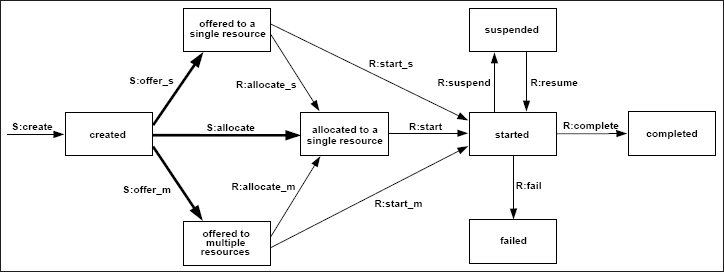 offered to a
single resource
suspended
S:offer_s
R:allocate_s
R:start_s
R:suspend
R:resume
S:create
created
S:allocate
allocated to a
single resource
R:start
started
R:complete
completed
S:offer_m
R:allocate_m
R:start_m
R:fail
offered to
multiple
resources
failed